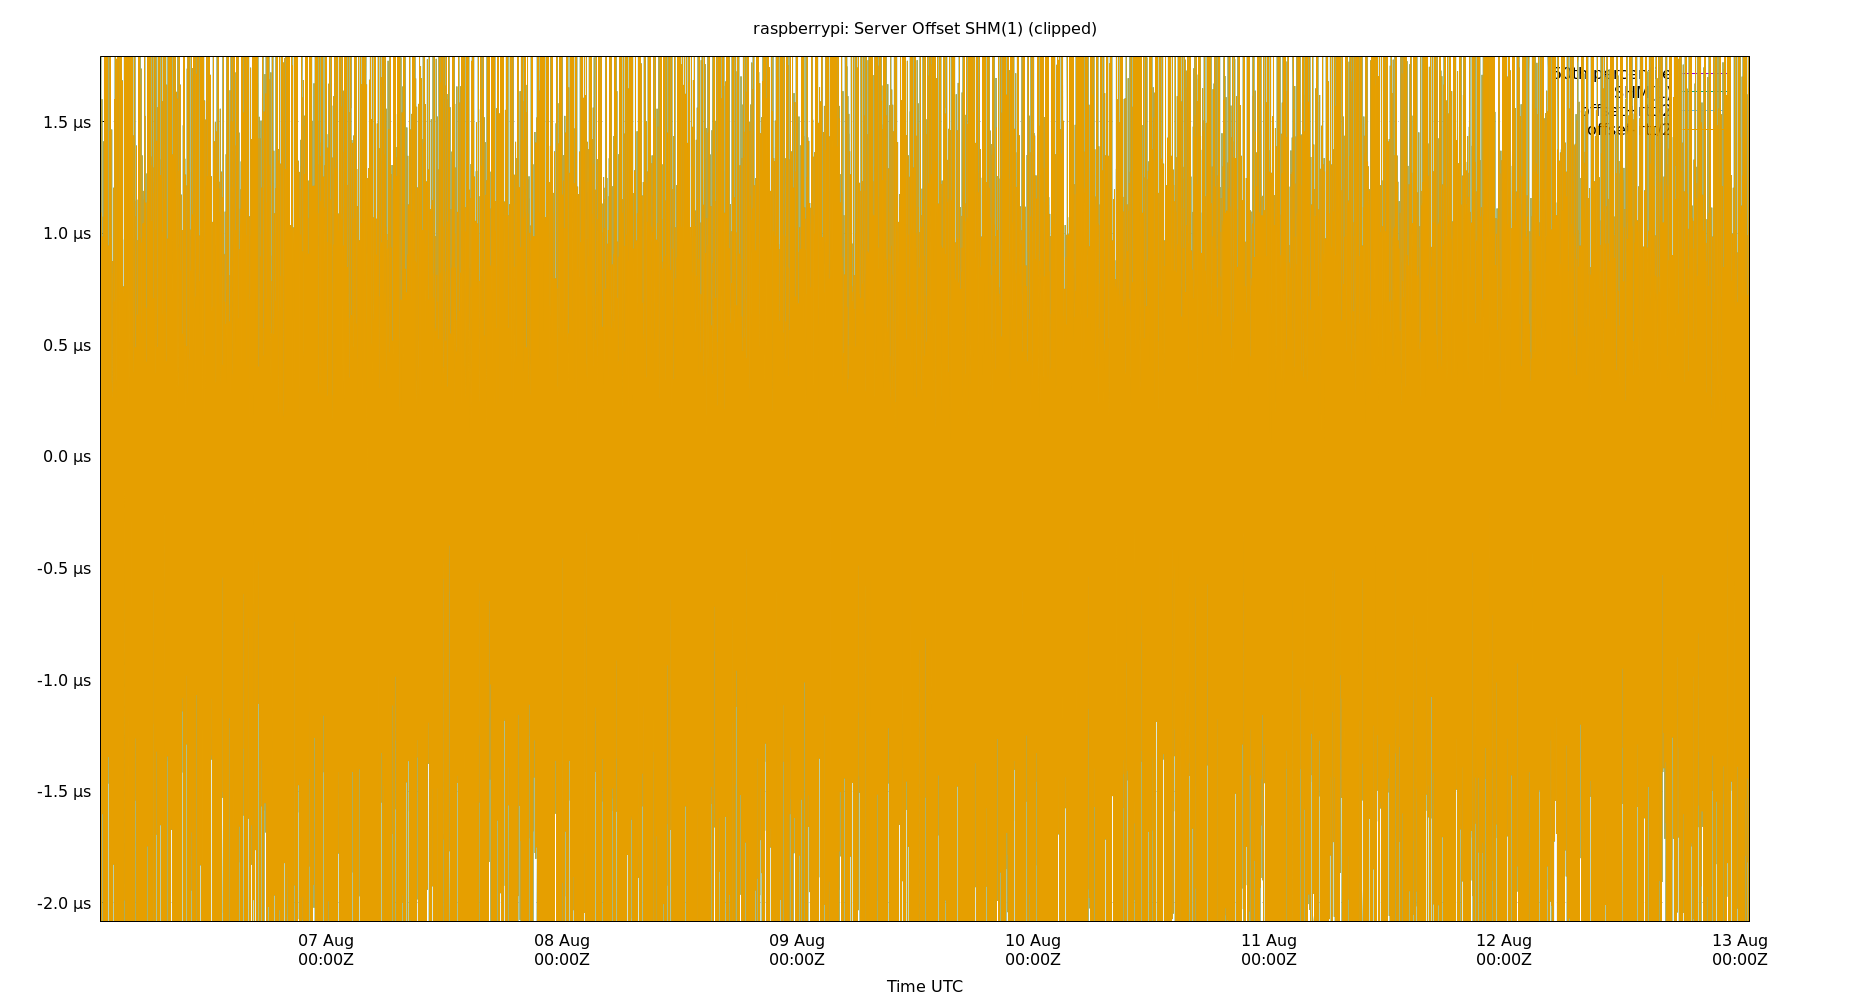 raspberrypi: Server Offset SHM(1) (clipped)
50th percentile
1.5 µs
1.0 µs
0.5 µs
0.0 µs
-0.5 µs
-1.0 µs
-1.5 µs
-2.0 µs
07 Aug 08 Aug 09 Aug 10 Aug 11 Aug 12 Aug 13 Aug
00:00Z 00:00Z 00:00Z 00:00Z 00:00Z 00:00Z 00:00Z
Time UTC